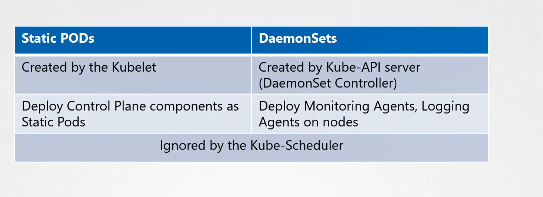 Static PODs
DaemonSets
Created by the Kubelet
Created by Kube-API server
(DaemonSet Controller)
Deploy Control Plane components as
Static Pods
Deploy Monitoring Agents, Logging
Agents on nodes
Ignored by the Kube-Scheduler